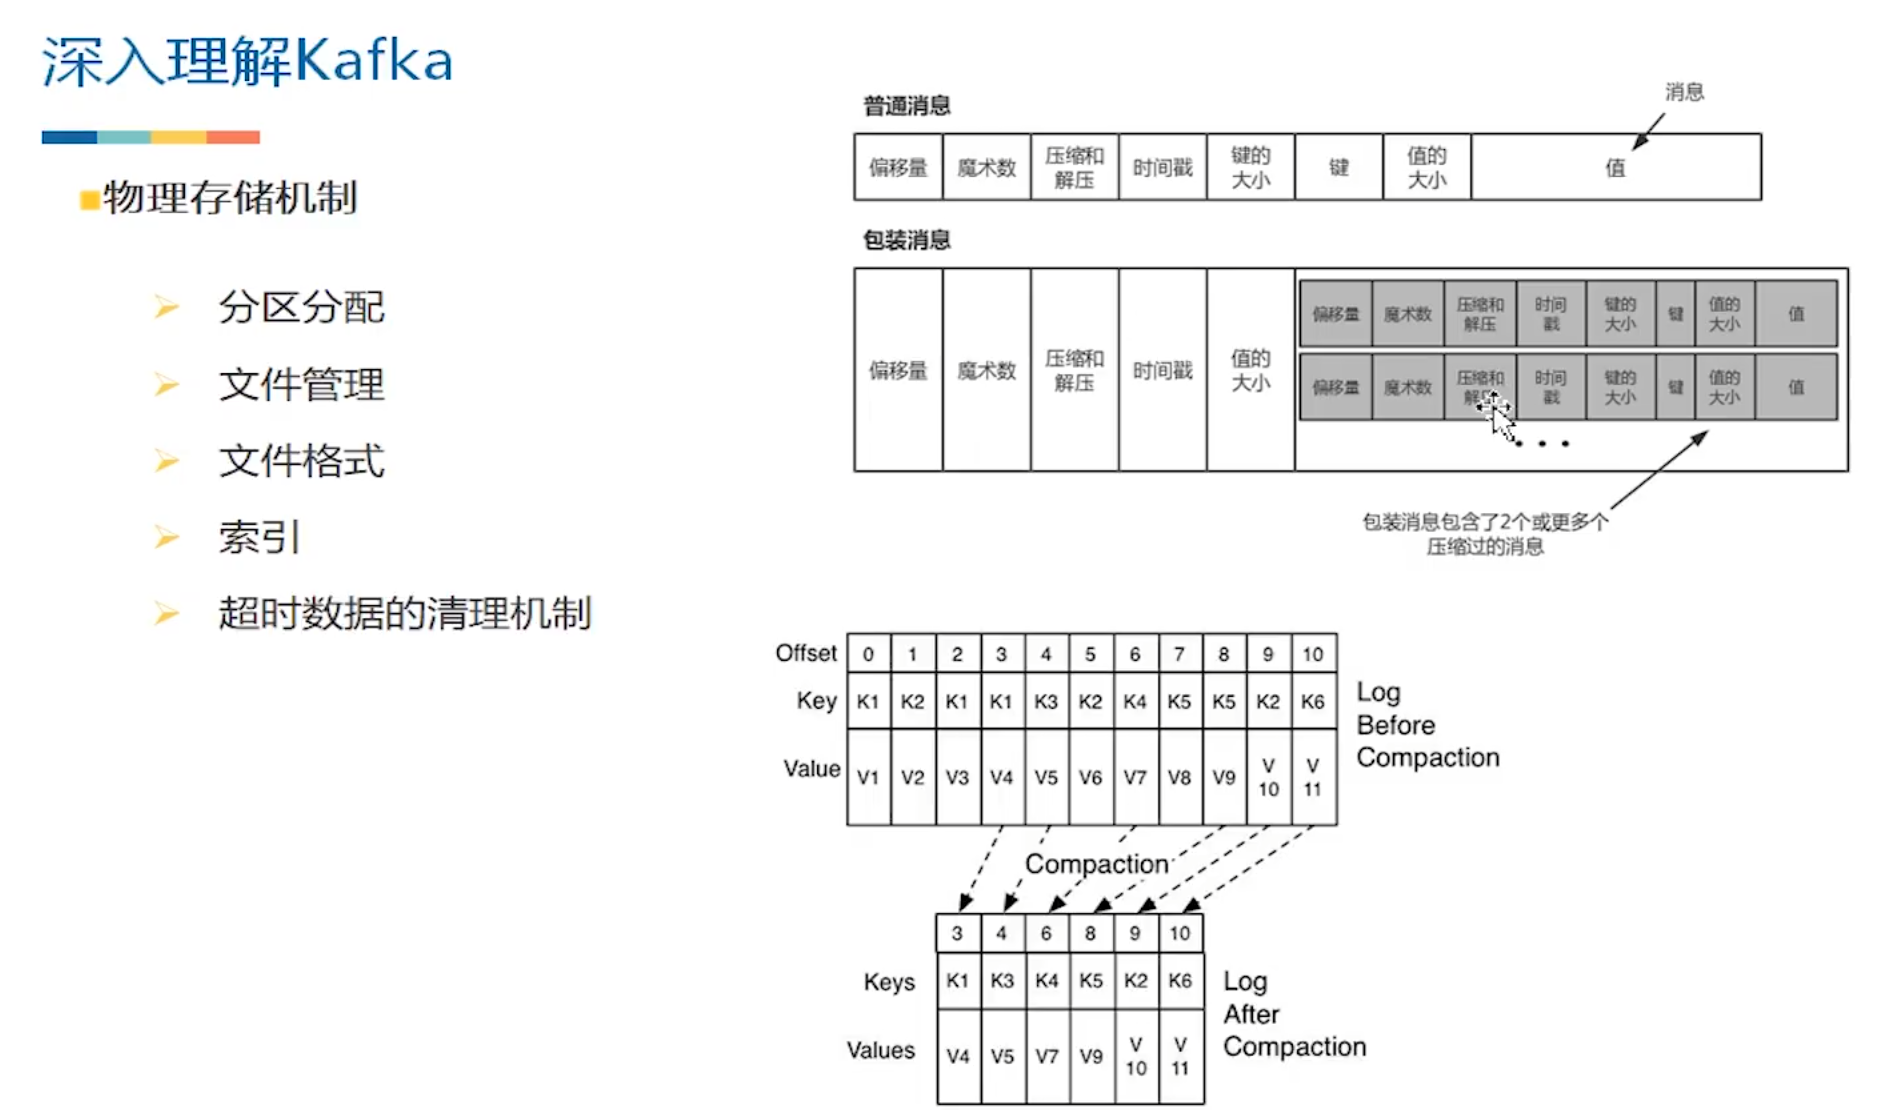 深入理解Kafka
物理存储机制
分区分配
文件管理
文件格式
索引
超时数据的清理机制
普通消息
消息
偏移量 魔术数 压缩和解压 时间戳 键的大小 键 值的大小 值
包装消息
偏移量 魔术数 压缩和解压 时间戳 值的大小
偏移量 魔术数 压缩和解压 时间戳 键的大小 键 值的大小 值
偏移量 魔术数 压缩和解压 时间戳 键的大小 键 值的大小 值
包装消息包含了2个或更多个
压缩过的消息
Offset 0 1 2 3 4 5 6 7 8 9 10
Key K1 K2 K1 K1 K3 K2 K4 K5 K5 K2 K6
Value V1 V2 V3 V4 V5 V6 V7 V8 V9 V10 V11
Log
Before
Compaction
Compaction
3 4 6 8 9 10
Keys K1 K3 K4 K5 K2 K6
Values V4 V5 V7 V9 V10 V11
Log
After
Compaction